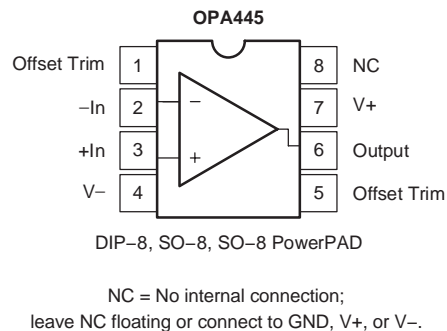 OPA445
Offset Trim 1 8 NC
−In 2 − 7 V+
+In 3 + 6 Output
V− 4 5 Offset Trim
DIP−8, SO−8, SO−8 PowerPAD
NC = No internal connection;
leave NC floating or connect to GND, V+, or V−.